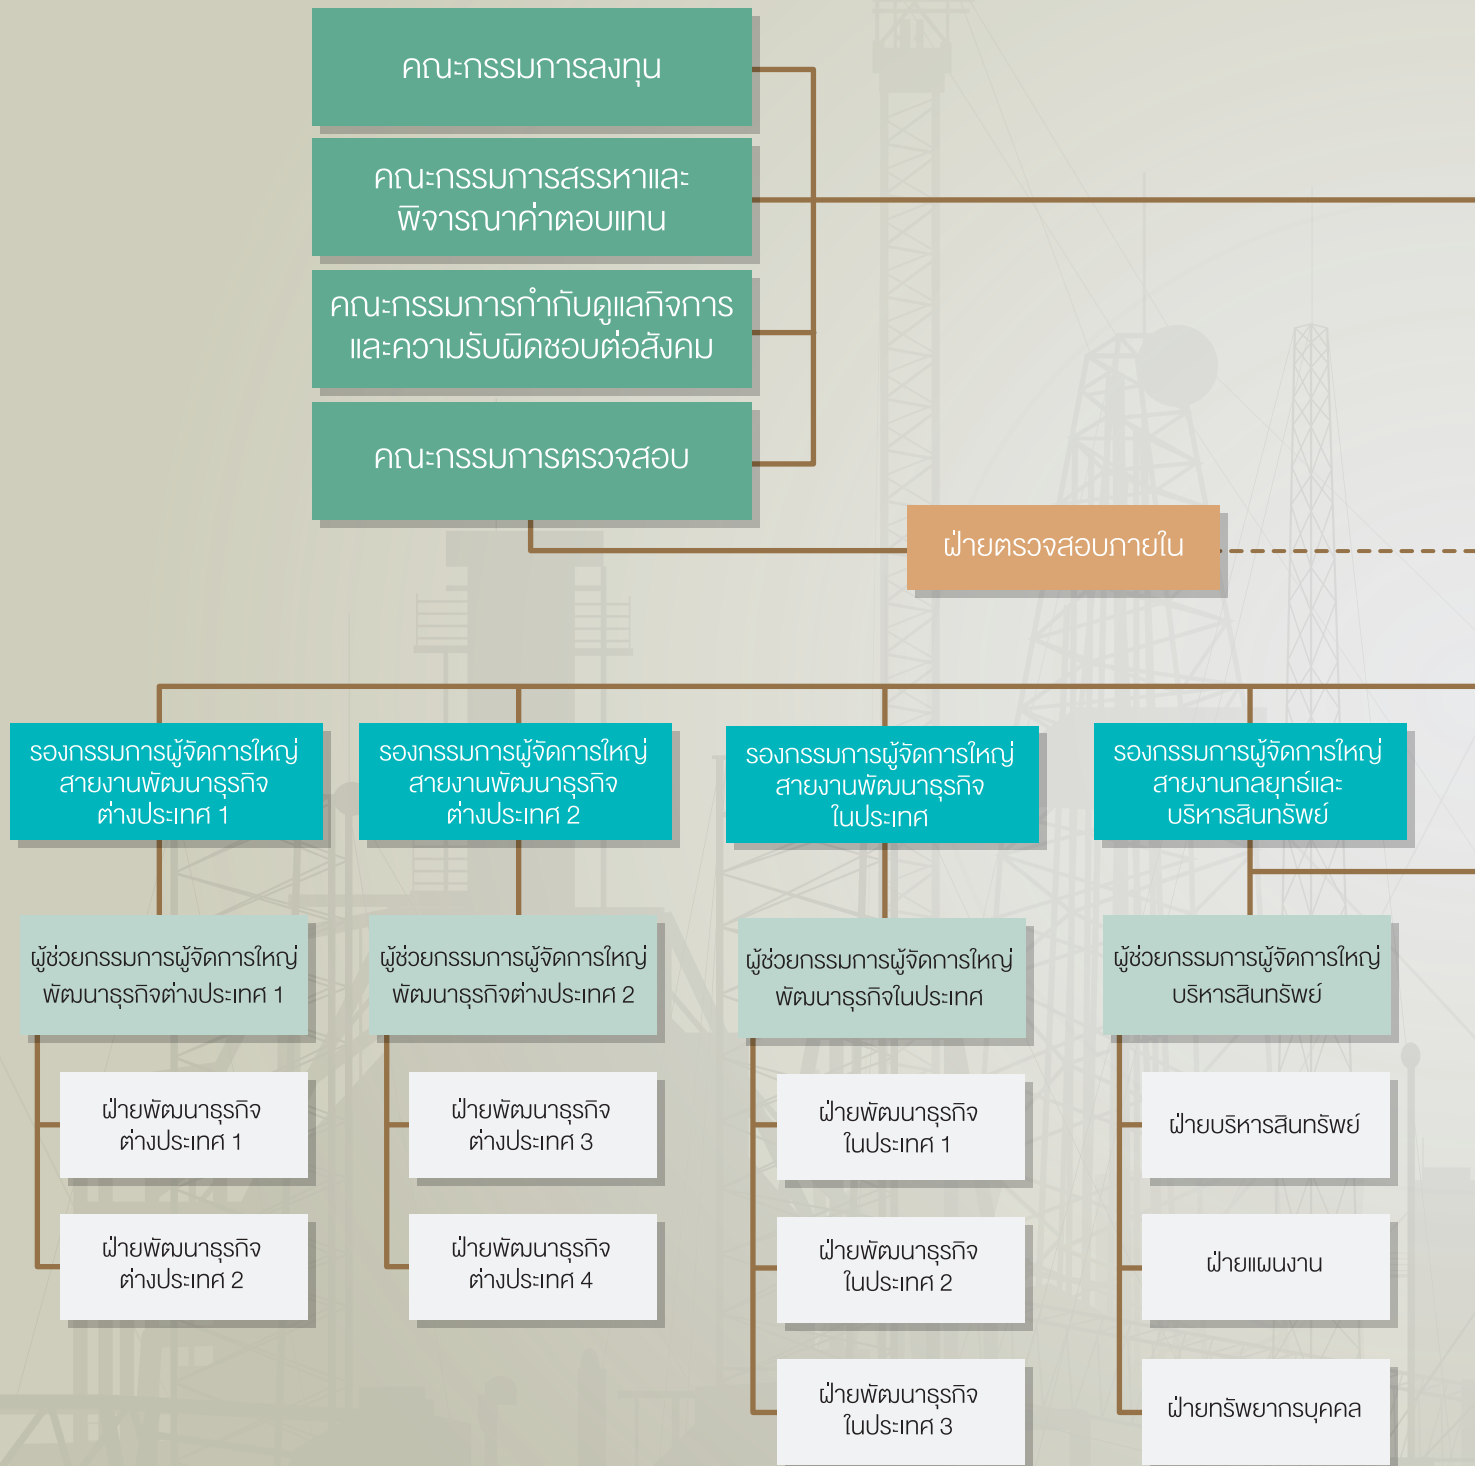 คณะกรรมการลงทุน
คณะกรรมการสรรหาและ
พิจารณาค่าตอบแทน
คณะกรรมการกำกับดูแลกิจการ
และความรับผิดชอบต่อสังคม
คณะกรรมการตรวจสอบ
ฝ่ายตรวจสอบภายใน
รองกรรมการผู้จัดการใหญ่
สายงานพัฒนาธุรกิจ
ต่างประเทศ 1
รองกรรมการผู้จัดการใหญ่
สายงานพัฒนาธุรกิจ
ต่างประเทศ 2
รองกรรมการผู้จัดการใหญ่
สายงานพัฒนาธุรกิจ
ในประเทศ
รองกรรมการผู้จัดการใหญ่
สายงานกลยุทธ์และ
บริหารสินทรัพย์
ผู้ช่วยกรรมการผู้จัดการใหญ่
พัฒนาธุรกิจต่างประเทศ 1
ผู้ช่วยกรรมการผู้จัดการใหญ่
พัฒนาธุรกิจต่างประเทศ 2
ผู้ช่วยกรรมการผู้จัดการใหญ่
พัฒนาธุรกิจในประเทศ
ผู้ช่วยกรรมการผู้จัดการใหญ่
บริหารสินทรัพย์
ฝ่ายพัฒนาธุรกิจ
ต่างประเทศ 1
ฝ่ายพัฒนาธุรกิจ
ต่างประเทศ 3
ฝ่ายพัฒนาธุรกิจ
ในประเทศ 1
ฝ่ายบริหารสินทรัพย์
ฝ่ายพัฒนาธุรกิจ
ต่างประเทศ 2
ฝ่ายพัฒนาธุรกิจ
ต่างประเทศ 4
ฝ่ายพัฒนาธุรกิจ
ในประเทศ 2
ฝ่ายแผนงาน
ฝ่ายพัฒนาธุรกิจ
ในประเทศ 3
ฝ่ายทรัพยากรบุคคล